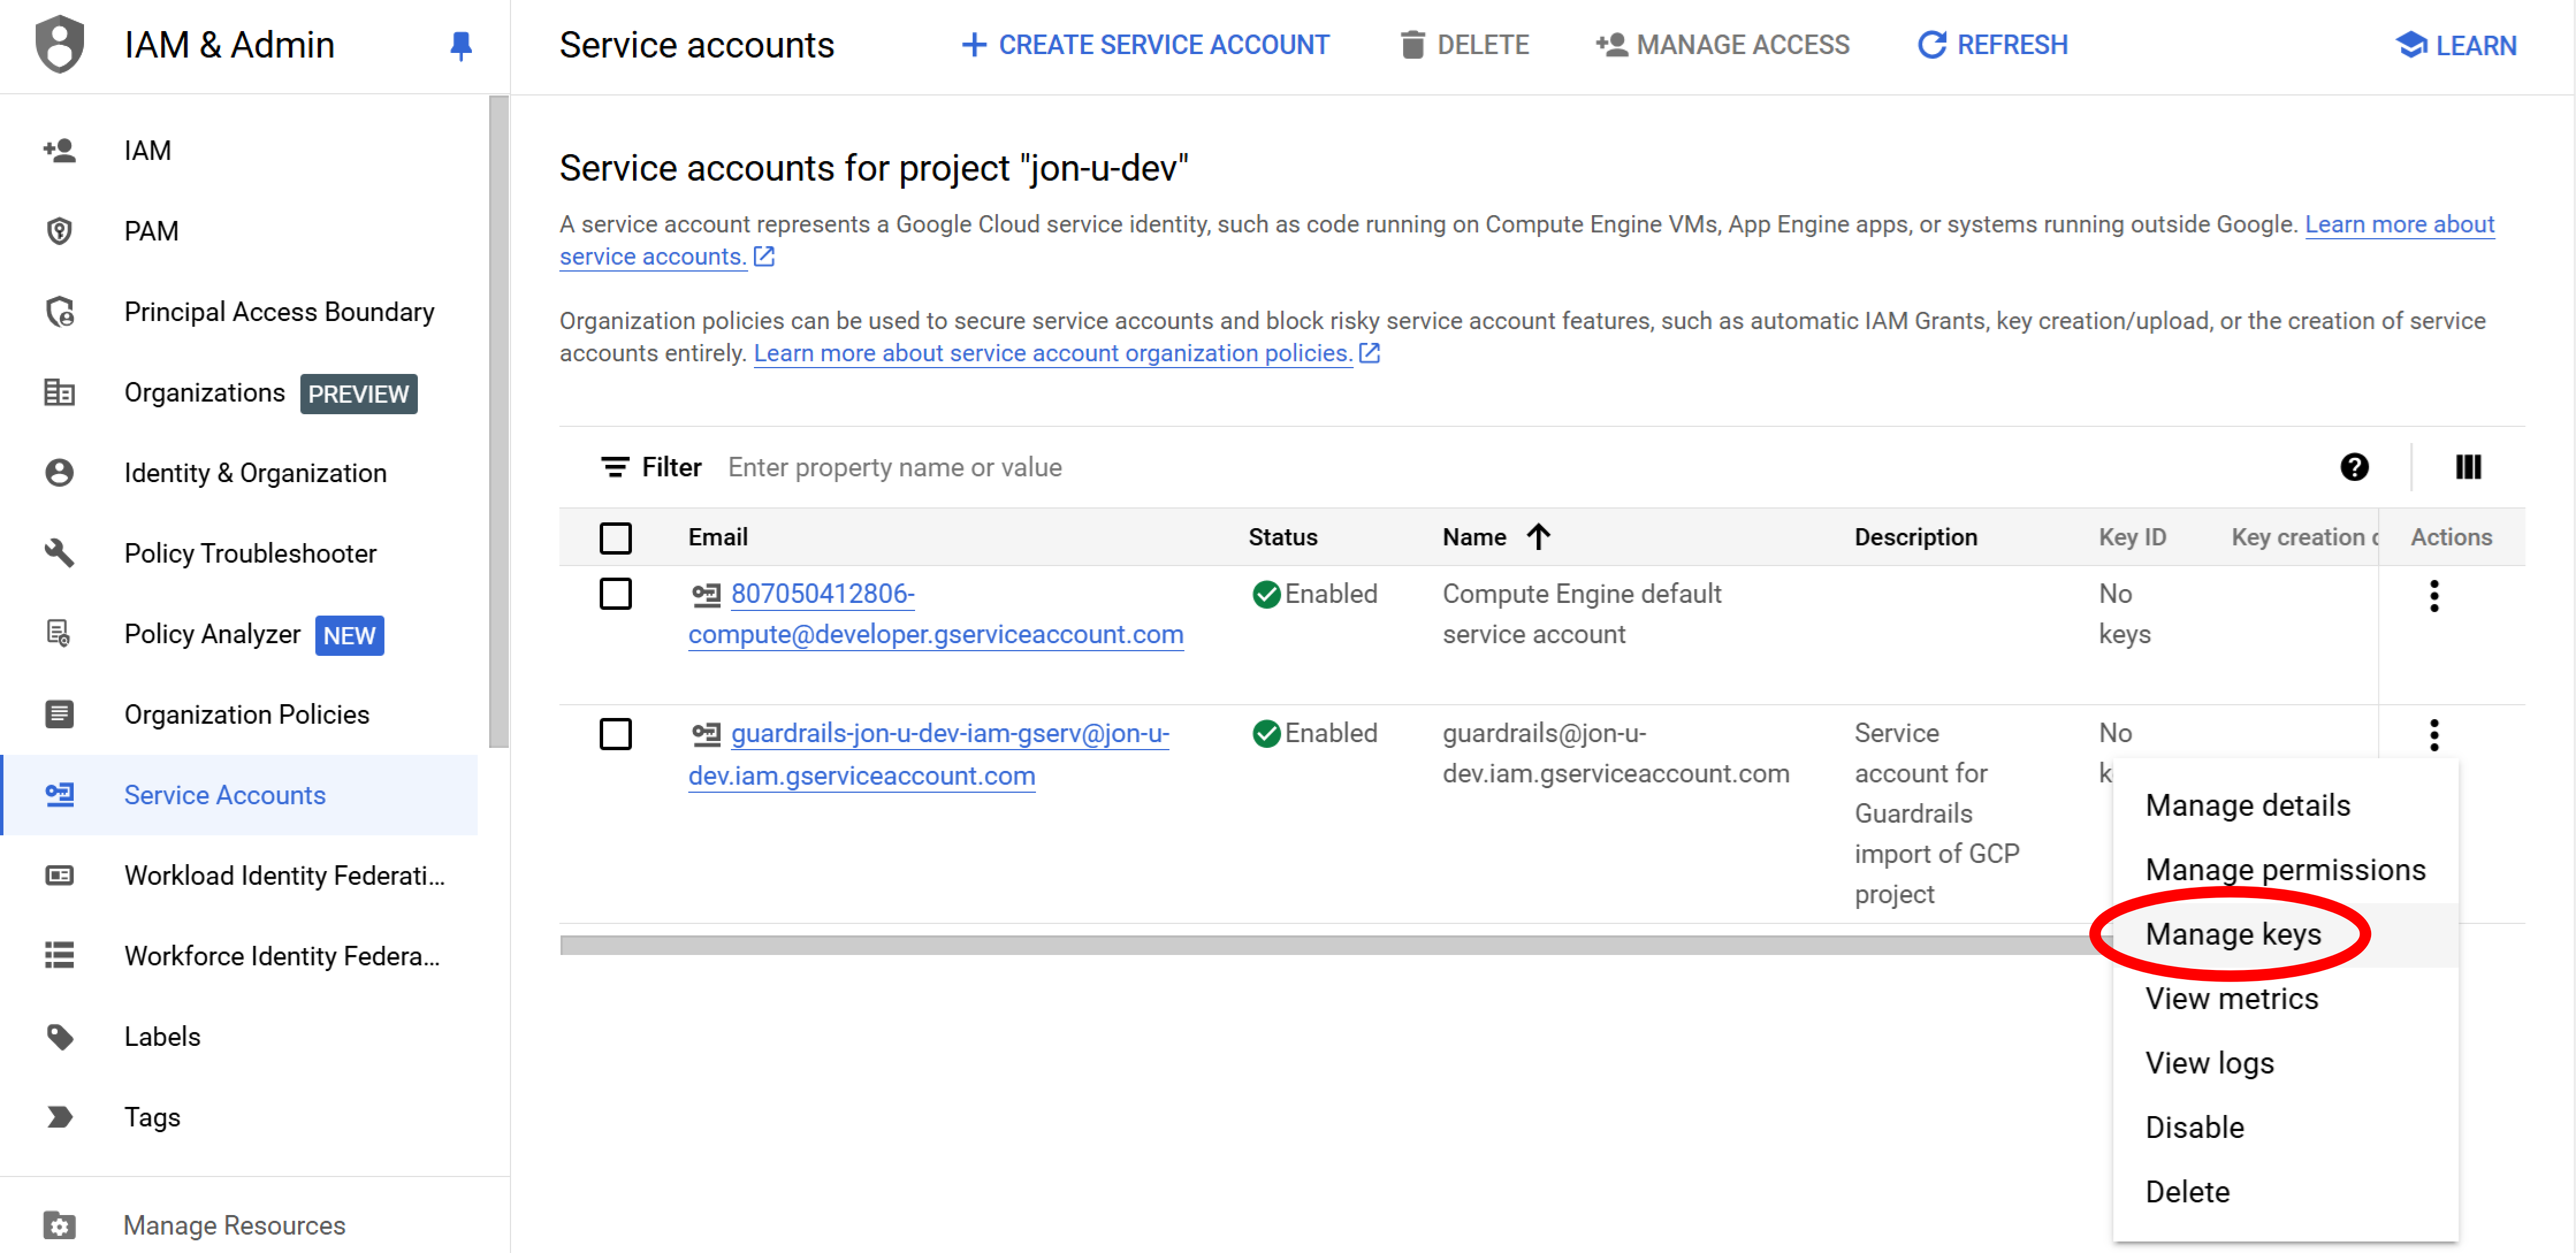 IAM & Admin
IAM
PAM
Principal Access Boundary
Organizations PREVIEW
Identity & Organization
Policy Troubleshooter
Policy Analyzer NEW
Organization Policies
Service Accounts
Workload Identity Federati...
Workforce Identity Federa...
Labels
Tags
Manage Resources
Service accounts
CREATE SERVICE ACCOUNT
DELETE
MANAGE ACCESS
REFRESH
LEARN
Service accounts for project "jon-u-dev"
A service account represents a Google Cloud service identity, such as code running on Compute Engine VMs, App Engine apps, or systems running outside Google. Learn more about
service accounts.
Organization policies can be used to secure service accounts and block risky service account features, such as automatic IAM Grants, key creation/upload, or the creation of service
accounts entirely. Learn more about service account organization policies.
Filter Enter property name or value
Email Status Name Description Key ID Key creation Actions
807050412806- Enabled Compute Engine default No
compute@developer.gserviceaccount.com service account keys
guardrails-jon-u-dev-iam-gserv@jon-u- Enabled guardrails@jon-u- Service No
dev.iam.gserviceaccount.com dev.iam.gserviceaccount.com account for
Guardrails
import of GCP
project
Manage details
Manage permissions
Manage keys
View metrics
View logs
Disable
Delete